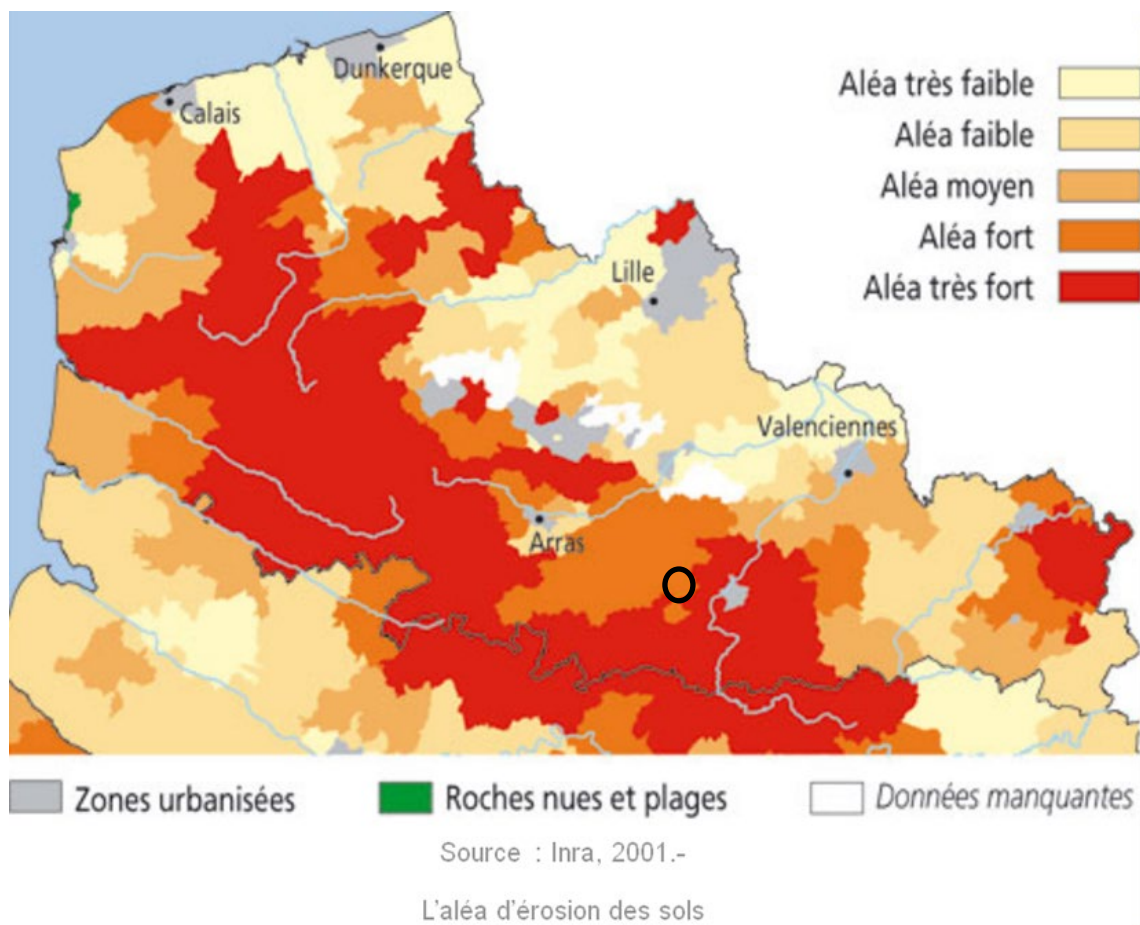 Dunkerque
Calais
Lille
Valenciennes
Arras
Aléa très faible
Aléa faible
Aléa moyen
Aléa fort
Aléa très fort
Zones urbanisées
Roches nues et plages
Données manquantes
Source : Inra, 2001.-
L'aléa d'érosion des sols